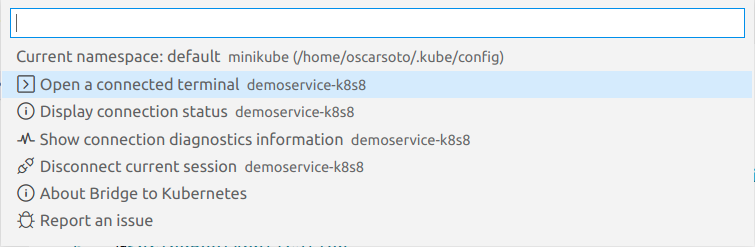 Current namespace: default minikube (/home/oscarsoto/.kube/config)
Open a connected terminal demoservice-k8s8
Display connection status demoservice-k8s8
Show connection diagnostics information demoservice-k8s8
Disconnect current session demoservice-k8s8
About Bridge to Kubernetes
Report an issue